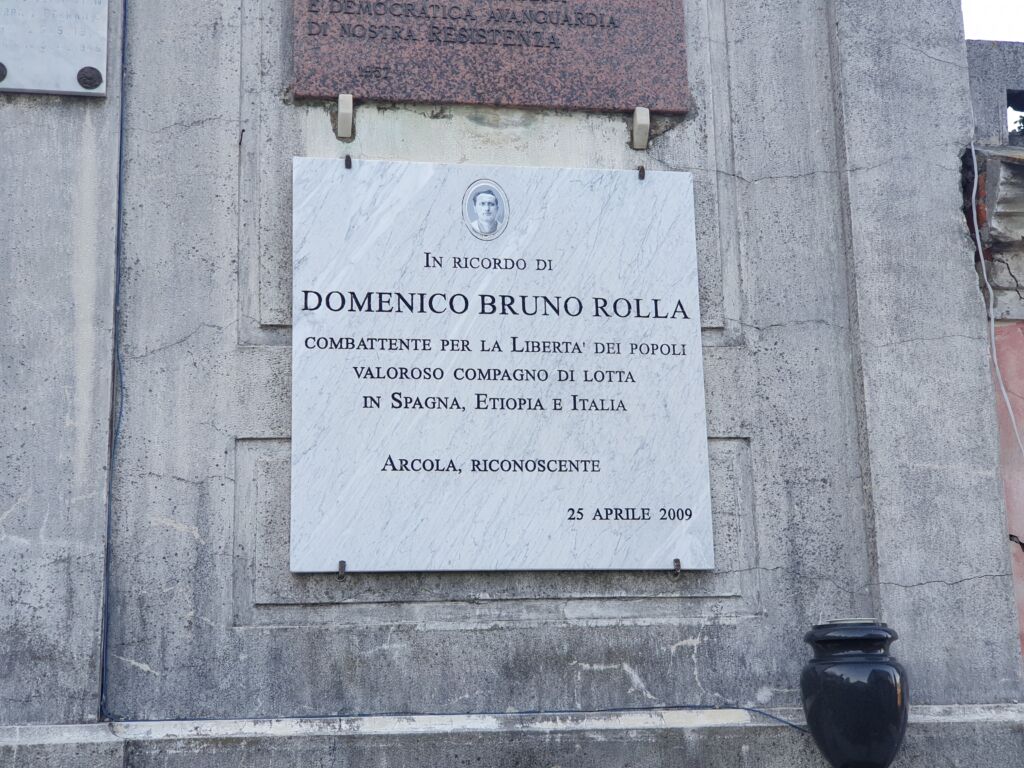 E DEMOCRATICA AVANGUARDIA
DI NOSTRA RESISTENZA
In ricordo di
DOMENICO BRUNO ROLLA
combattente per la Liberta' dei popoli
valoroso compagno di lotta
in Spagna, Etiopia e Italia
Arcola, riconoscente
25 aprile 2009